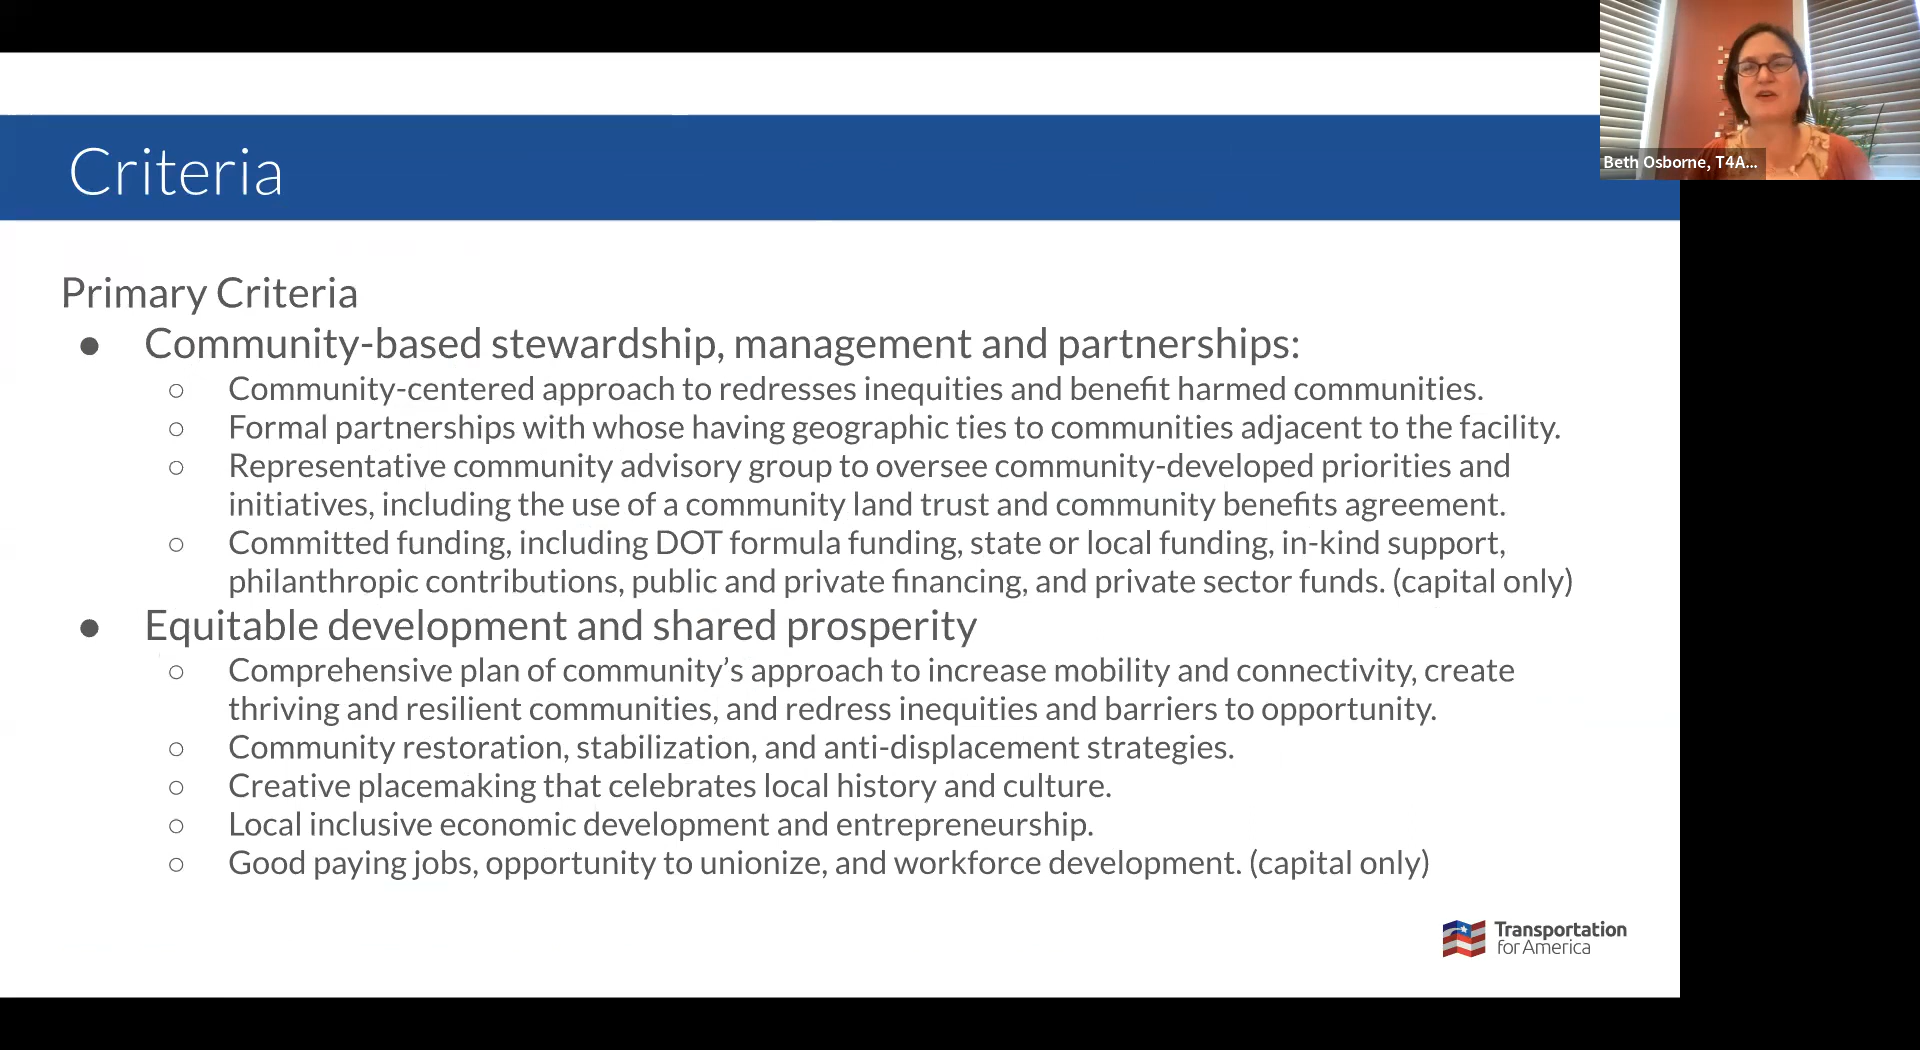 Criteria
Beth Osborne, T4A...
Primary Criteria
● Community-based stewardship, management and partnerships:
○ Community-centered approach to redresses inequities and benefit harmed communities.
○ Formal partnerships with whose having geographic ties to communities adjacent to the facility.
○ Representative community advisory group to oversee community-developed priorities and
initiatives, including the use of a community land trust and community benefits agreement.
○ Committed funding, including DOT formula funding, state or local funding, in-kind support,
philanthropic contributions, public and private financing, and private sector funds. (capital only)
● Equitable development and shared prosperity
○ Comprehensive plan of community’s approach to increase mobility and connectivity, create
thriving and resilient communities, and redress inequities and barriers to opportunity.
○ Community restoration, stabilization, and anti-displacement strategies.
○ Creative placemaking that celebrates local history and culture.
○ Local inclusive economic development and entrepreneurship.
○ Good paying jobs, opportunity to unionize, and workforce development. (capital only)
Transportation
for America